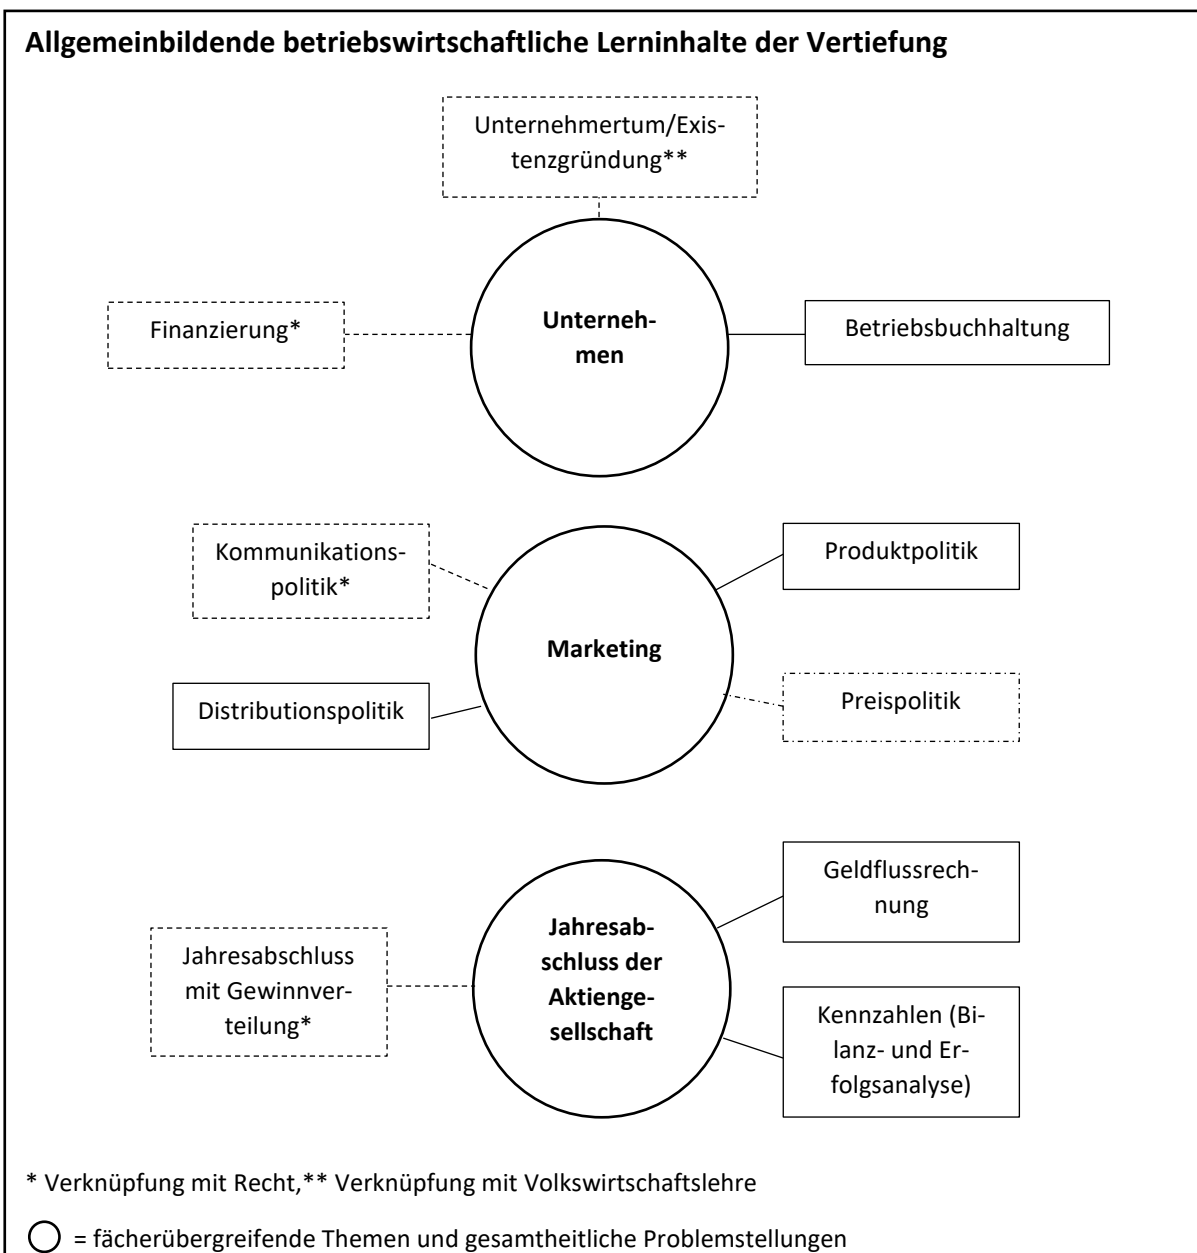 Allgemeinbildende betriebswirtschaftliche Lerninhalte der Vertiefung
Unternehmertum/Exis-
tenzgründung**
Finanzierung*
Unterneh-
men
Betriebsbuchhaltung
Kommunikations-
politik*
Produktpolitik
Marketing
Distributionspolitik
Preispolitik
Geldflussrech-
nung
Jahresabschluss
mit Gewinnver-
teilung*
Jahresab-
schluss der
Aktienge-
sellschaft
Kennzahlen (Bi-
lanz- und Er-
folgsanalyse)
* Verknüpfung mit Recht,** Verknüpfung mit Volkswirtschaftslehre
= fächerübergreifende Themen und gesamtheitliche Problemstellungen